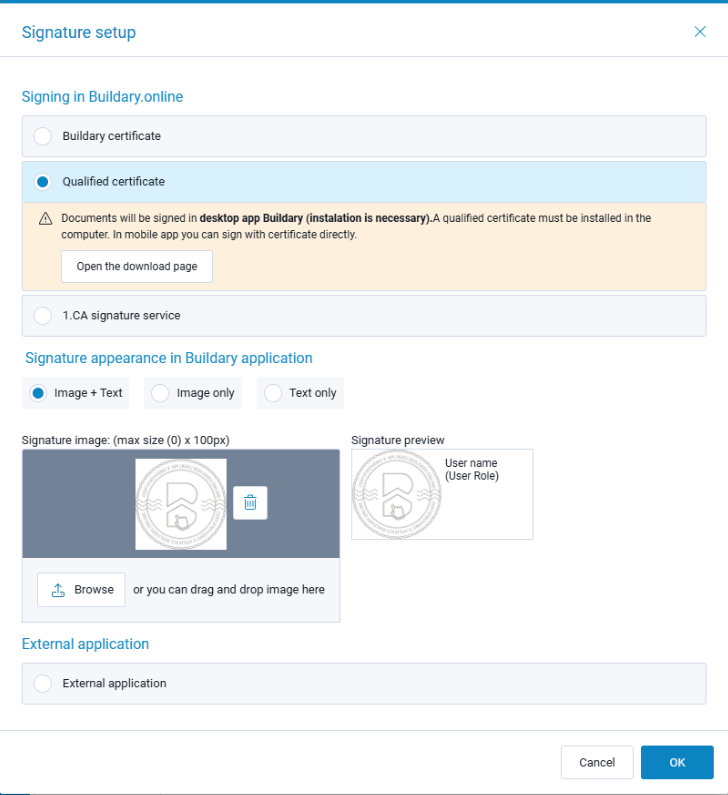 Signature setup
Signing in Buildary.online
Buildary certificate
Qualified certificate
Documents will be signed in desktop app Buildary (instalation is necessary).A qualified certificate must be installed in the
computer. In mobile app you can sign with certificate directly.
Open the download page
1.CA signature service
Signature appearance in Buildary application
Image + Text
Image only
Text only
Signature image: (max size (0) x 100px)
Signature preview
User name
(User Role)
Browse
or you can drag and drop image here
External application
External application
Cancel
OK